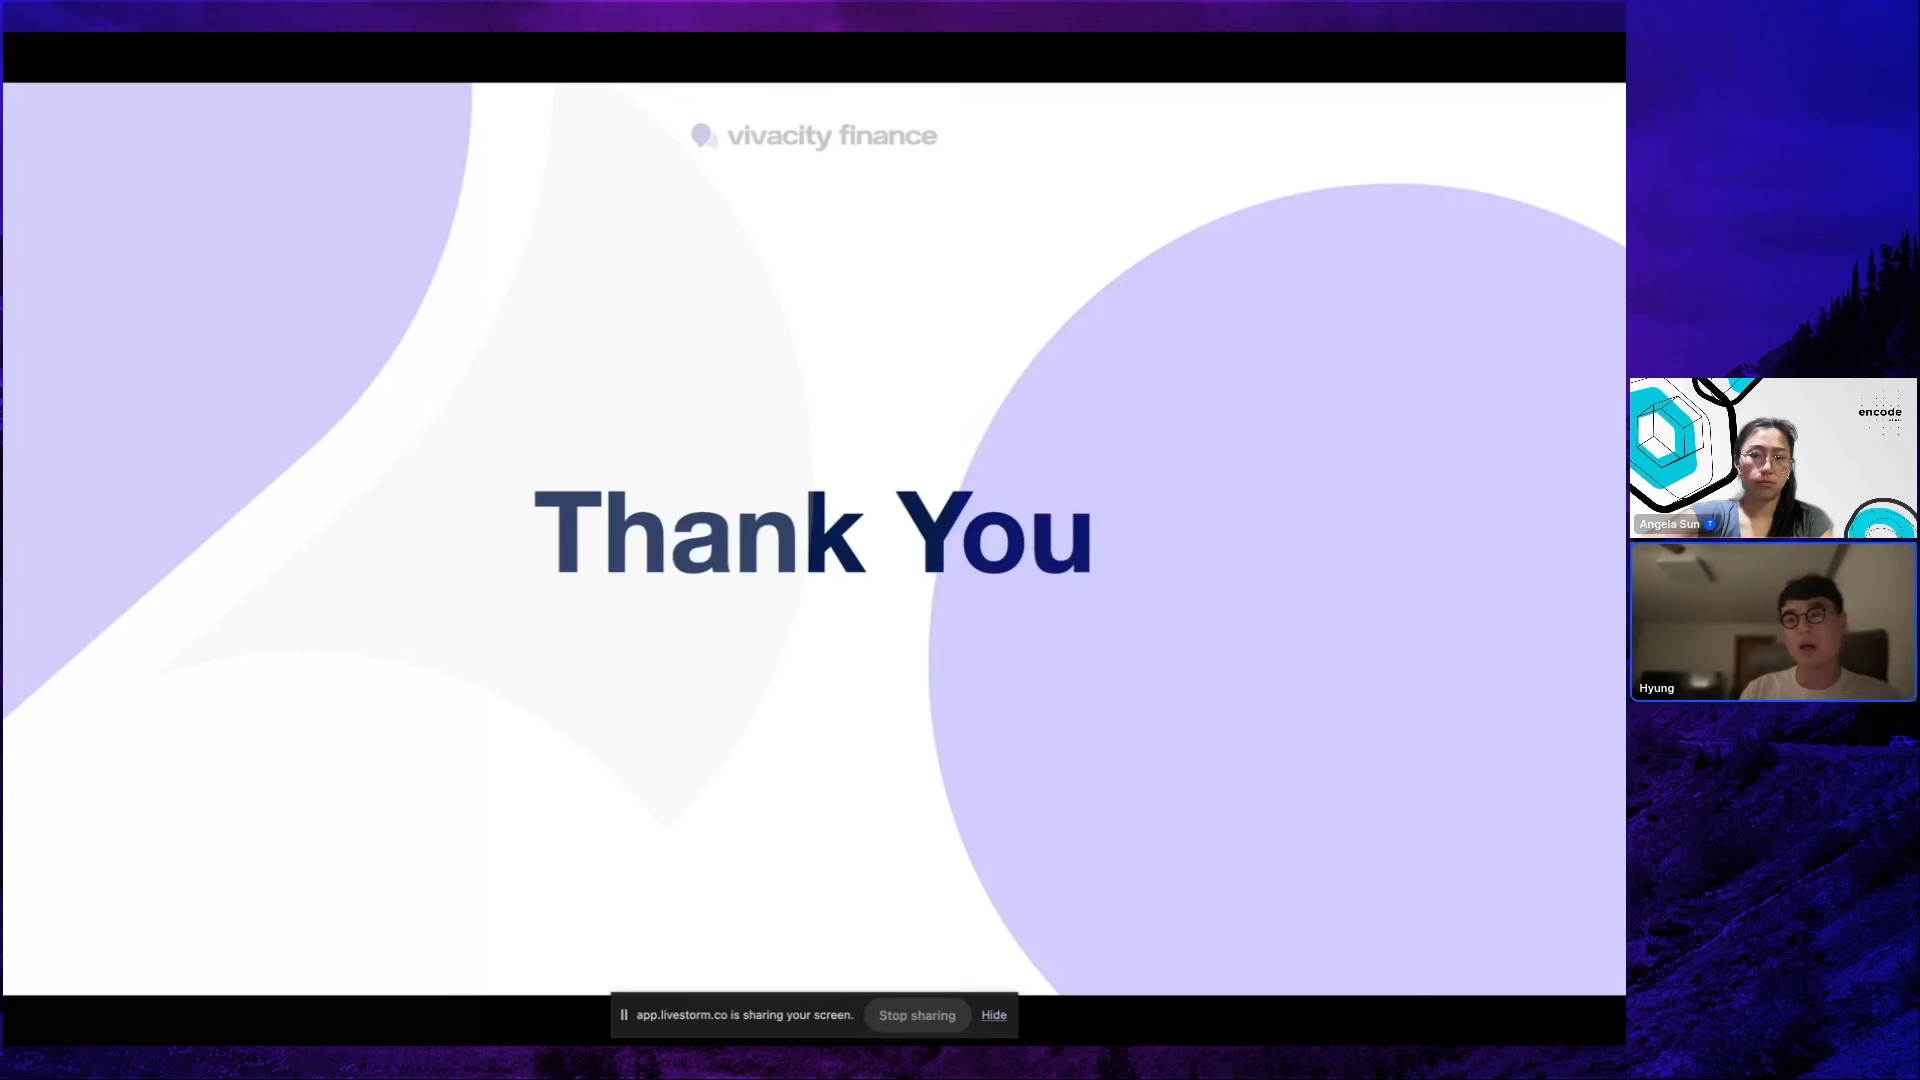 vivacity finance
Thank You
app.livestorm.co is sharing your screen. Stop sharing Hide
encode
Angela Sun T
Hyung